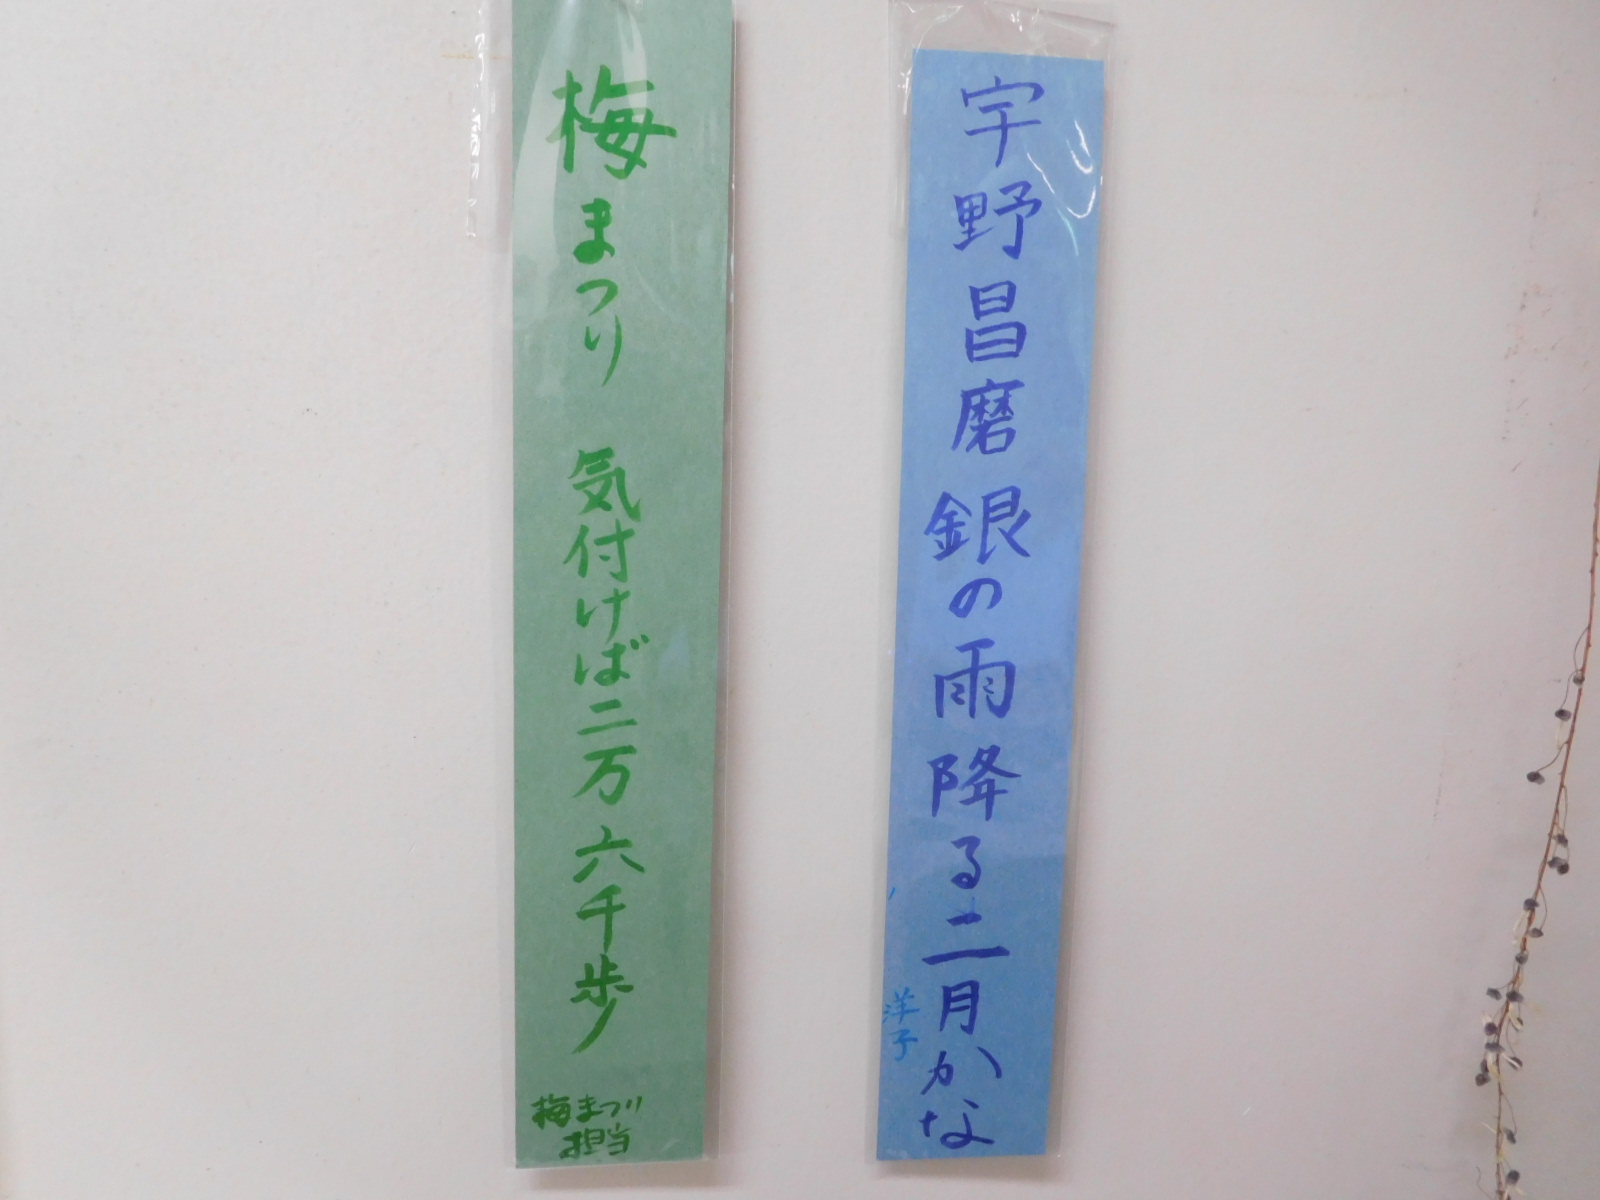 宇野昌磨銀の雨降る二月かな
洋子
梅まつり 気付けば二万六千歩
梅まつり
担当